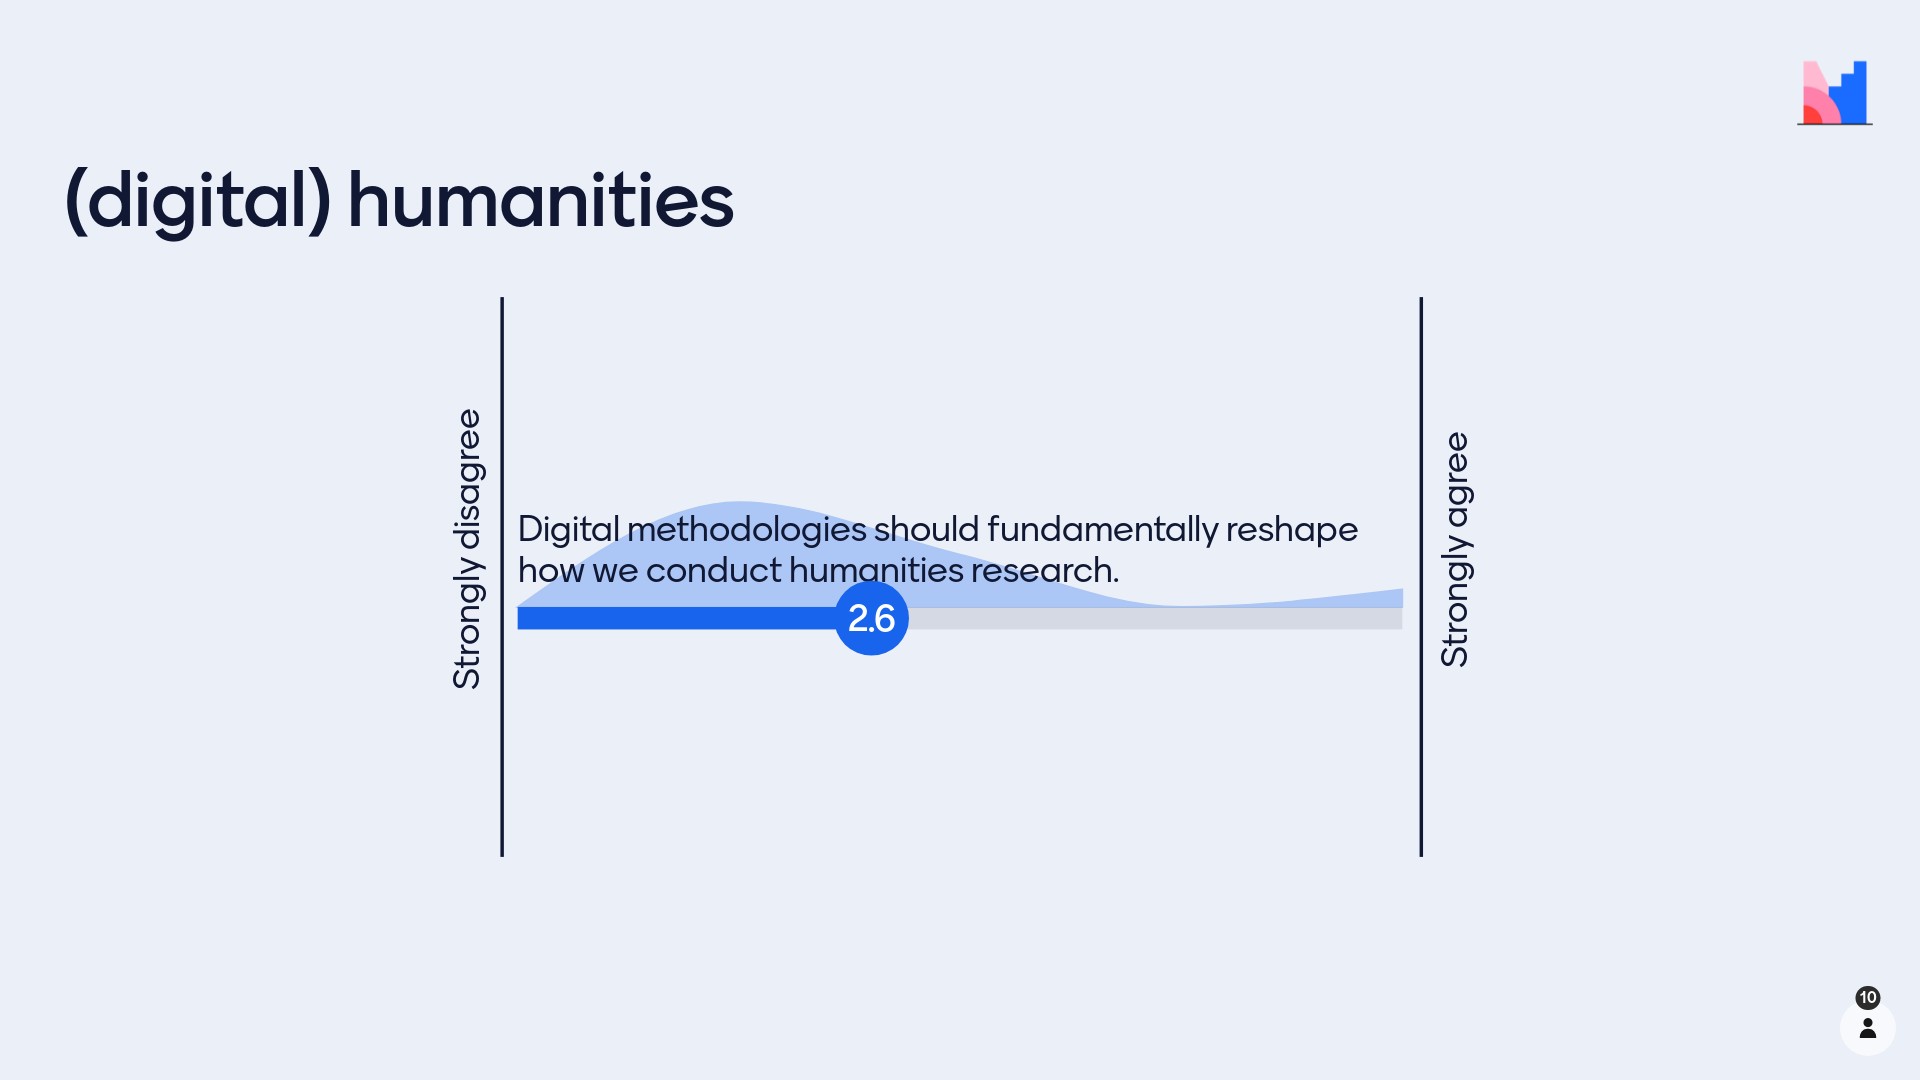 (digital) humanities
Strongly disagree
Digital methodologies should fundamentally reshape
how we conduct humanities research.
2.6
Strongly agree
10